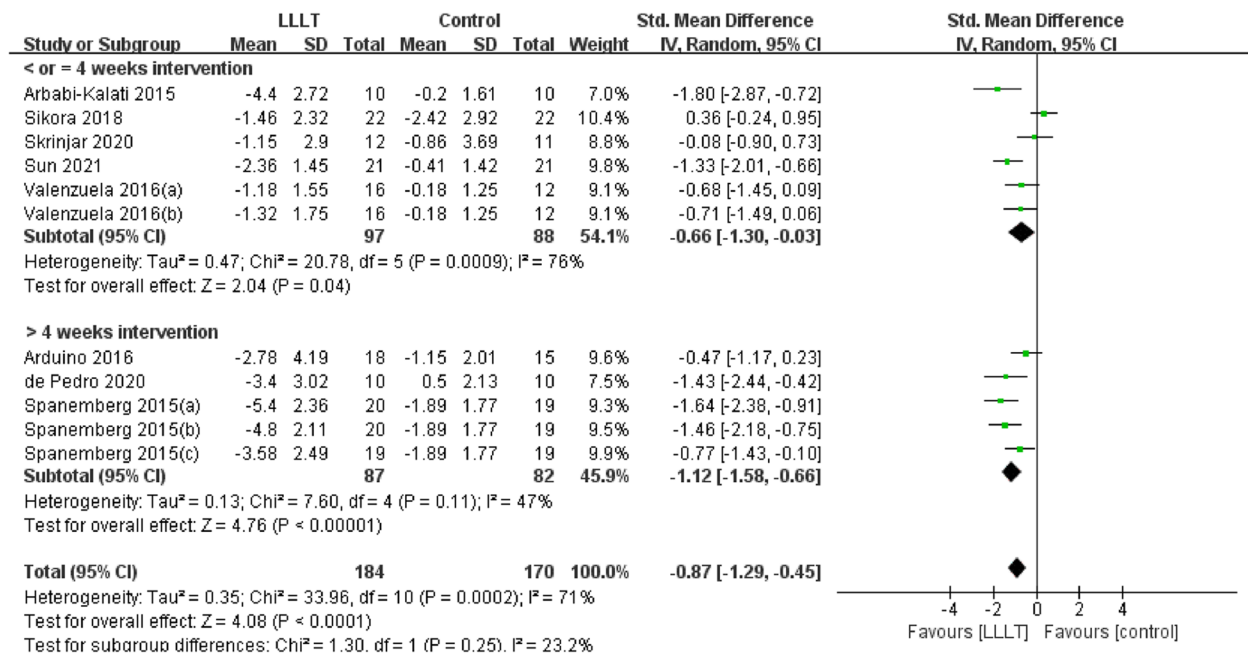 LLLT Control Std. Mean Difference Std. Mean Difference
Study or Subgroup Mean SD Total Mean SD Total Weight IV, Random, 95% CI IV, Random, 95% CI
< or = 4 weeks intervention
Arbabi-Kalati 2015 -4.4 2.72 10 -0.2 1.61 10 7.0% -1.80 [-2.87, -0.72]
Sikora 2018 -1.46 2.32 22 -2.42 2.92 22 10.4% 0.36 [-0.24, 0.95]
Skrinjar 2020 -1.15 2.9 12 -0.86 3.69 11 8.8% -0.08 [-0.90, 0.73]
Sun 2021 -2.36 1.45 21 -0.41 1.42 21 9.8% -1.33 [-2.01, -0.66]
Valenzuela 2016(a) -1.18 1.55 16 -0.18 1.25 12 9.1% -0.68 [-1.45, 0.09]
Valenzuela 2016(b) -1.32 1.75 16 -0.18 1.25 12 9.1% -0.71 [-1.49, 0.06]
Subtotal (95% CI) 97 88 54.1% -0.66 [-1.30, -0.03]
Heterogeneity: Tau² = 0.47; Chi² = 20.78, df = 5 (P = 0.0009); I² = 76%
Test for overall effect: Z = 2.04 (P = 0.04)
> 4 weeks intervention
Arduino 2016 -2.78 4.19 18 -1.15 2.01 15 9.6% -0.47 [-1.17, 0.23]
de Pedro 2020 -3.4 3.02 10 0.5 2.13 10 7.5% -1.43 [-2.44, -0.42]
Spanemberg 2015(a) -5.4 2.36 20 -1.89 1.77 19 9.3% -1.64 [-2.38, -0.91]
Spanemberg 2015(b) -4.8 2.11 20 -1.89 1.77 19 9.5% -1.46 [-2.18, -0.75]
Spanemberg 2015(c) -3.58 2.49 19 -1.89 1.77 19 9.9% -0.77 [-1.43, -0.10]
Subtotal (95% CI) 87 82 45.9% -1.12 [-1.58, -0.66]
Heterogeneity: Tau² = 0.13; Chi² = 7.60, df = 4 (P = 0.11); I² = 47%
Test for overall effect: Z = 4.76 (P < 0.00001)
Total (95% CI) 184 170 100.0% -0.87 [-1.29, -0.45]
Heterogeneity: Tau² = 0.35; Chi² = 33.96, df = 10 (P = 0.0002); I² = 71%
Test for overall effect: Z = 4.08 (P < 0.0001)
Test for subgroup differences: Chi² = 1.30, df = 1 (P = 0.25), I² = 23.2%
-4 -2 0 2 4
Favours [LLLT] Favours [control]